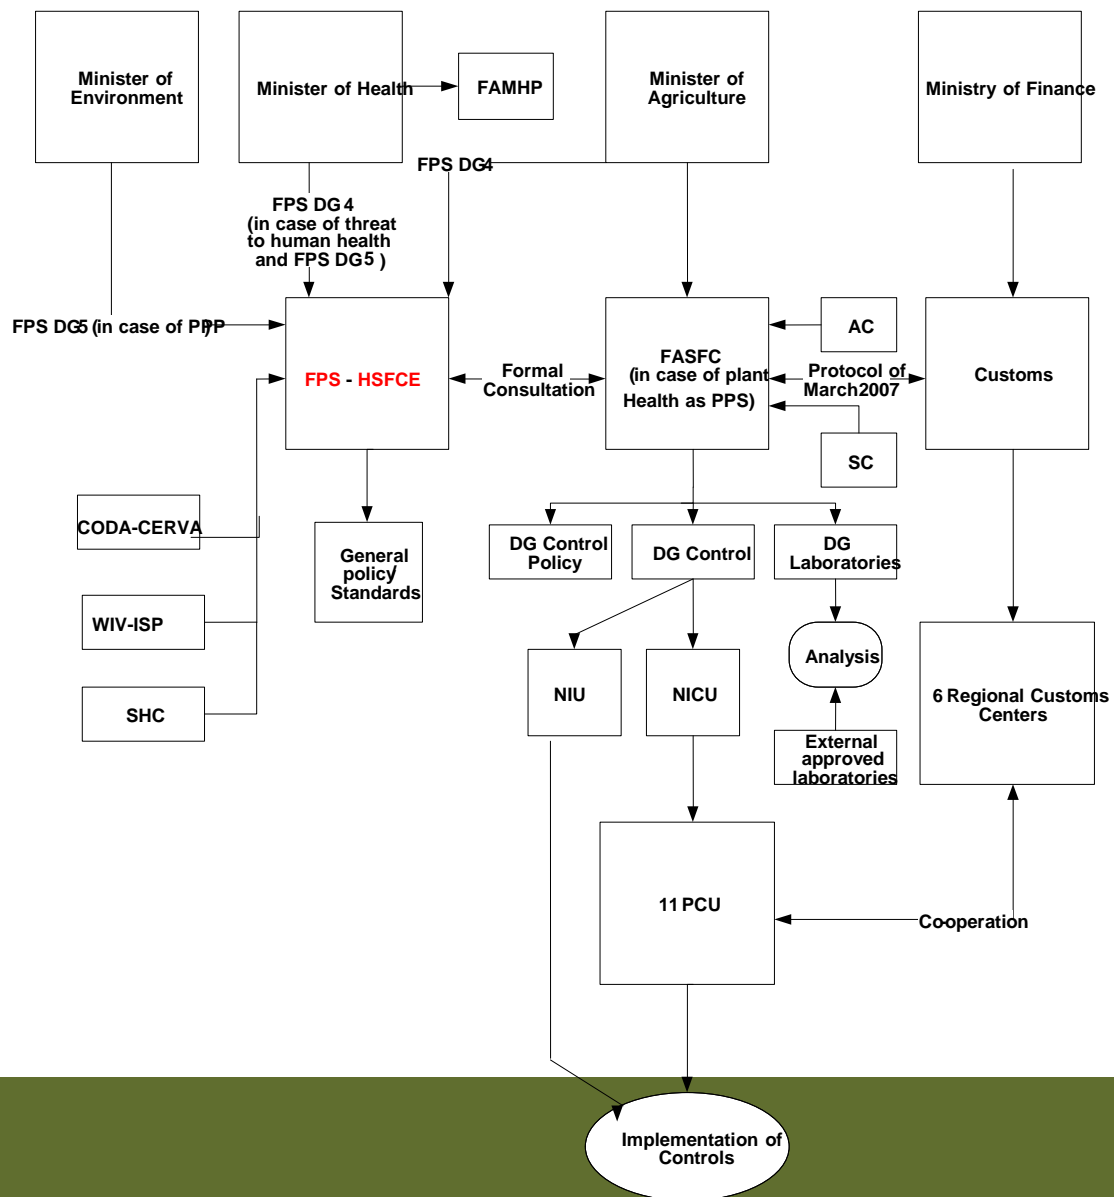 Minister of
Environment
Minister of Health
FAMHP
Minister of
Agriculture
Ministry of Finance
FPS DG4
FPS DG 4
(in case of threat
to human health
and FPS DG5 )
FPS DG5 (in case of PPP)
FPS - HSFCE
Formal
Consultation
FASFC
(in case of plant
Health as PPS)
AC
Protocol of
March 2007
Customs
SC
CODA-CERVA
WIV-ISP
SHC
General
policy/
Standards
DG Control
Policy
DG Control
DG
Laboratories
NIU
NICU
Analysis
External
approved
laboratories
6 Regional Customs
Centers
11 PCU
Co-operation
Implementation of
Controls